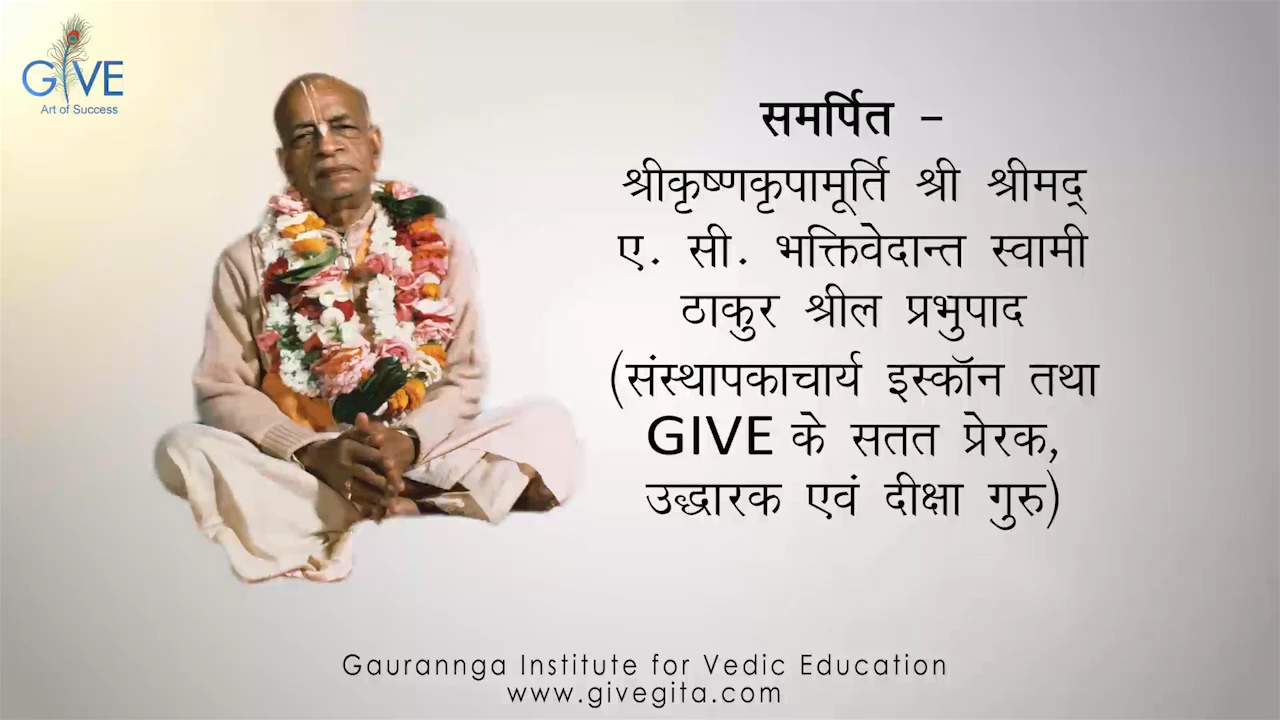 GIVE
Art of Success
समर्पित –
श्रीकृष्णकृपामूर्ति श्री श्रीमद्
ए. सी. भक्तिवेदान्त स्वामी
ठाकुर श्रील प्रभुपाद
(संस्थापकाचार्य इस्कॉन तथा
GIVE के सतत प्रेरक,
उद्धारक एवं दीक्षा गुरु)
Gaurannga Institute for Vedic Education
www.givegita.com